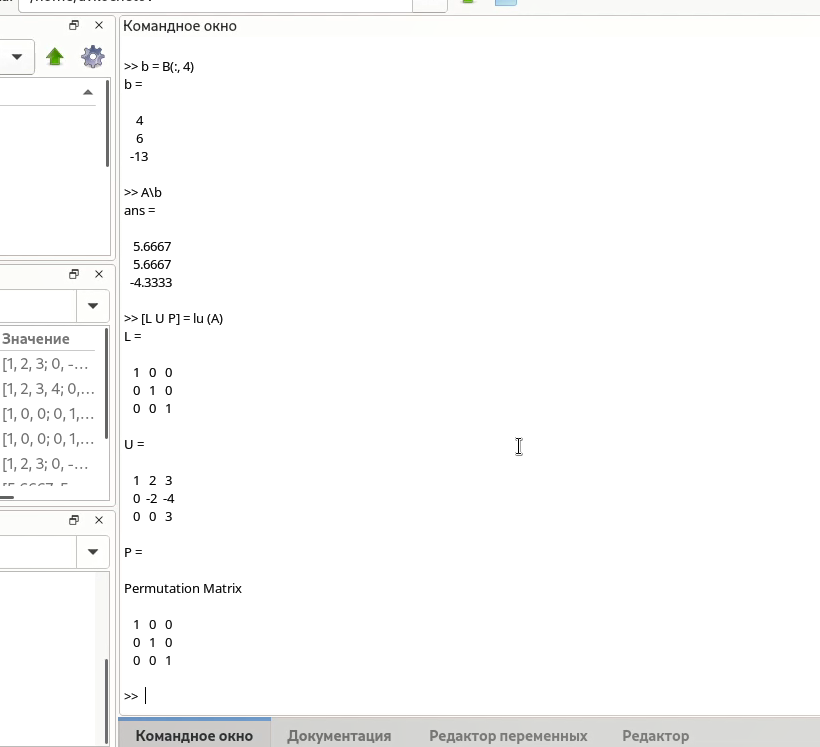 Командное окно
>> b = B(:, 4)
b =
4
6
-13
>> A\b
ans =
5.6667
5.6667
-4.3333
>> [L U P] = lu (A)
L =
1 0 0
0 1 0
0 0 1
U =
1 2 3
0 -2 -4
0 0 3
P =
Permutation Matrix
1 0 0
0 1 0
0 0 1
>>
Значение
[1, 2, 3; 0, -...
[1, 2, 3, 4; 0,...
[1, 0, 0; 0, 1,...
[1, 0, 0; 0, 1,...
[1, 2, 3; 0, -...
Командное окно
Документация
Редактор переменных
Редактор